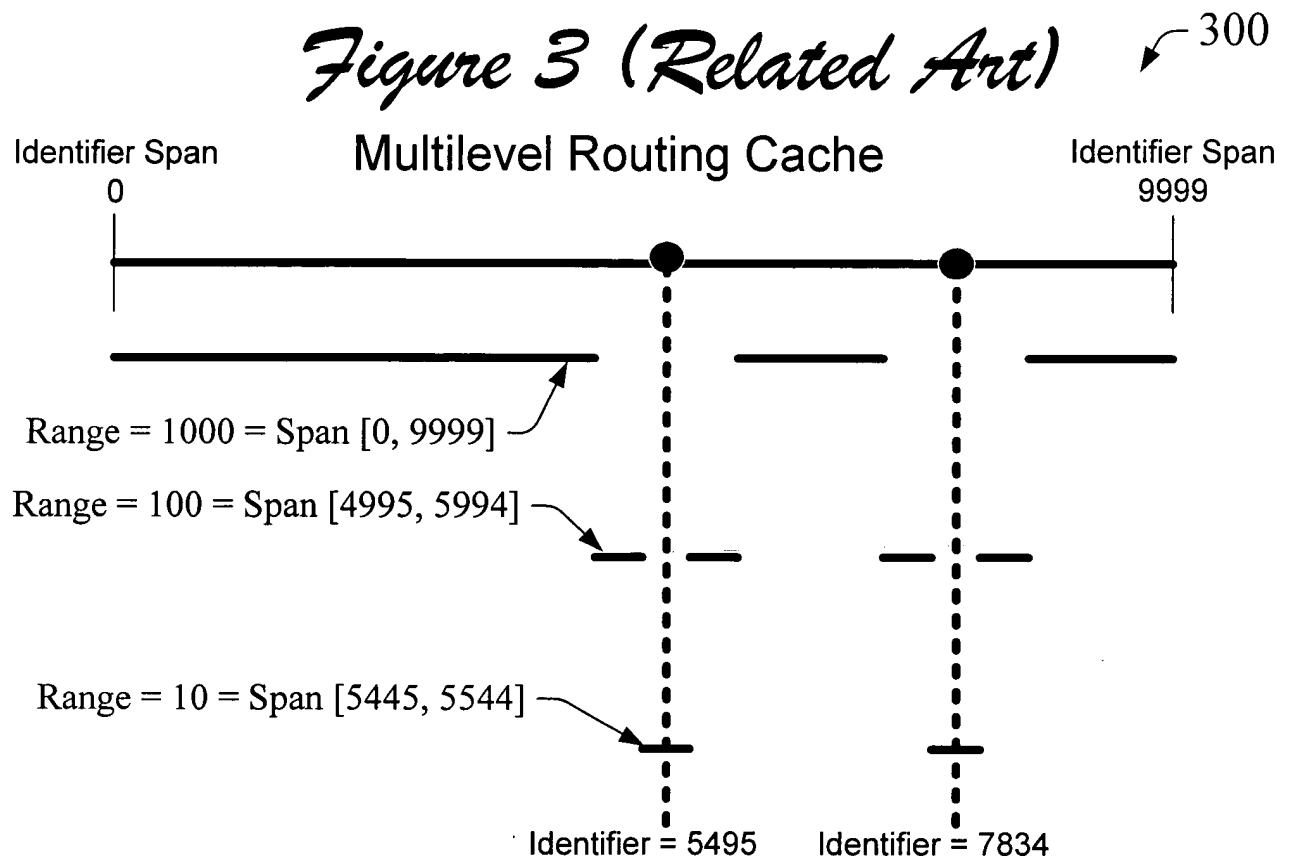 Figure 3 (Related Art)
300
Multilevel Routing Cache
Identifier Span
0
Identifier Span
9999
Range = 1000 = Span [0, 9999]
Range = 100 = Span [4995, 5994]
Range = 10 = Span [5445, 5544]
Identifier = 5495
Identifier = 7834